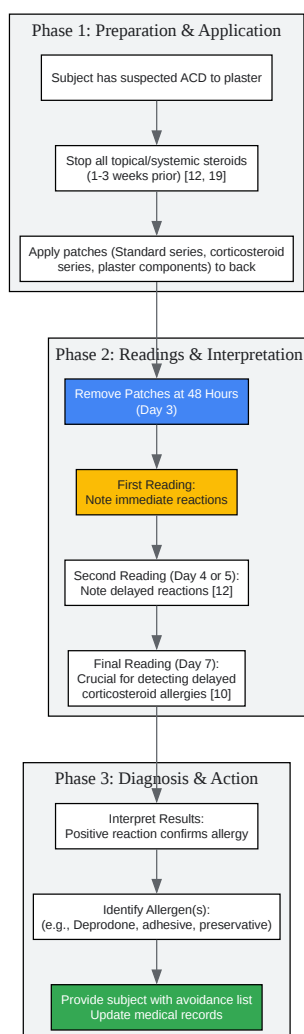 Phase 1: Preparation & Application
Subject has suspected ACD to plaster
Stop all topical/systemic steroids
(1-3 weeks prior) [12, 19]
Apply patches (Standard series, corticosteroid
series, plaster components) to back
Phase 2: Readings & Interpretation
Remove Patches at 48 Hours
(Day 3)
First Reading:
Note immediate reactions
Second Reading (Day 4 or 5):
Note delayed reactions [12]
Final Reading (Day 7):
Crucial for detecting delayed
corticosteroid allergies [10]
Phase 3: Diagnosis & Action
Interpret Results:
Positive reaction confirms allergy
Identify Allergen(s):
(e.g., Deprodone, adhesive, preservative)
Provide subject with avoidance list
Update medical records